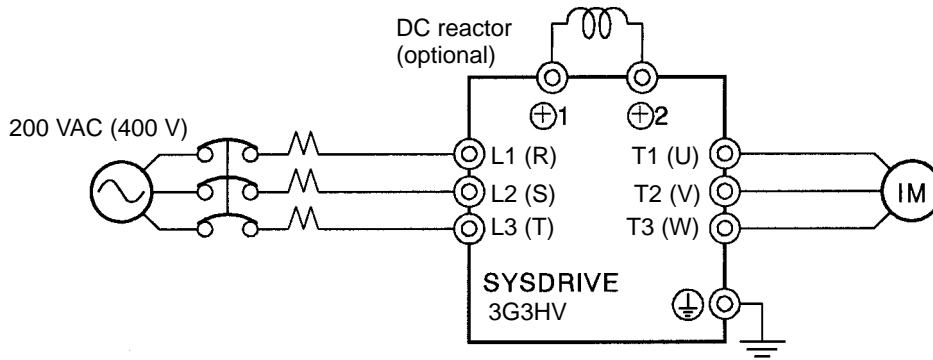 DC reactor
(optional)
⊕1
⊕2
200 VAC (400 V)
L1 (R)
T1 (U)
L2 (S)
T2 (V)
IM
L3 (T)
T3 (W)
SYSDRIVE
3G3HV